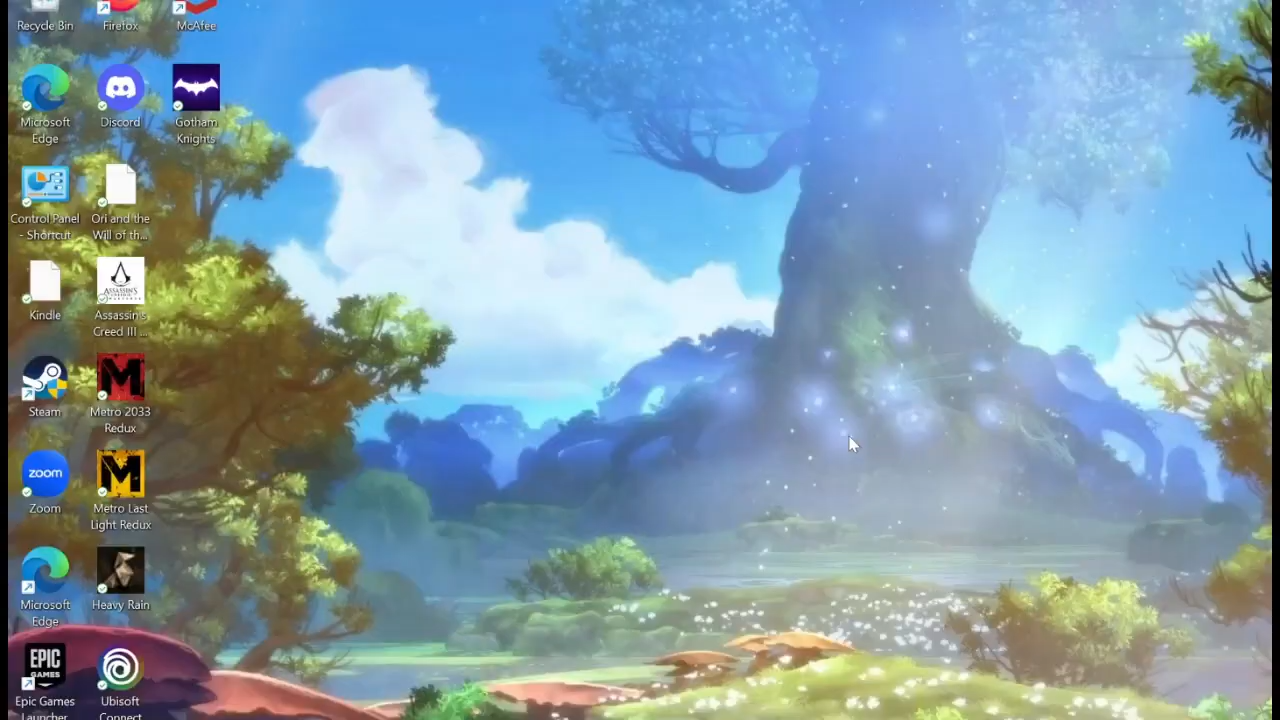 Recycle Bin
Firefox
McAfee
Microsoft
Edge
Discord
Gotham
Knights
Control Panel
- Shortcut
Ori and the
Will of th...
Kindle
ASSASSIN'S
Assassin's
Creed III ...
Steam
M
Metro 2033
Redux
zoom
Zoom
M
Metro Last
Light Redux
Microsoft
Edge
Heavy Rain
EPIC
GAMES
Epic Games
Launcher
Ubisoft
Connect